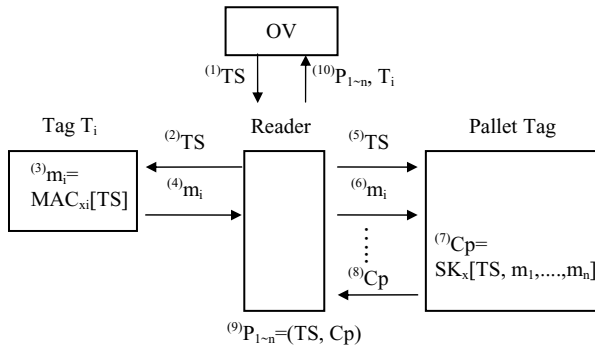 OV
(1)TS
(10)P1~n, Ti
Tag Ti
Reader
Pallet Tag
(2)TS
(5)TS
(3)mi=
MACxi[TS]
(4)mi
(6)mi
(7)Cp=
SKx[TS, m1,....,mn]
(8)Cp
(9)P1~n=(TS, Cp)